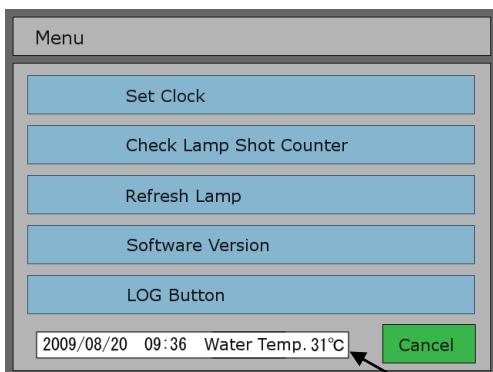 Menu
Set Clock
Check Lamp Shot Counter
Refresh Lamp
Software Version
LOG Button
2009/08/20 09:36 Water Temp. 31℃ Cancel